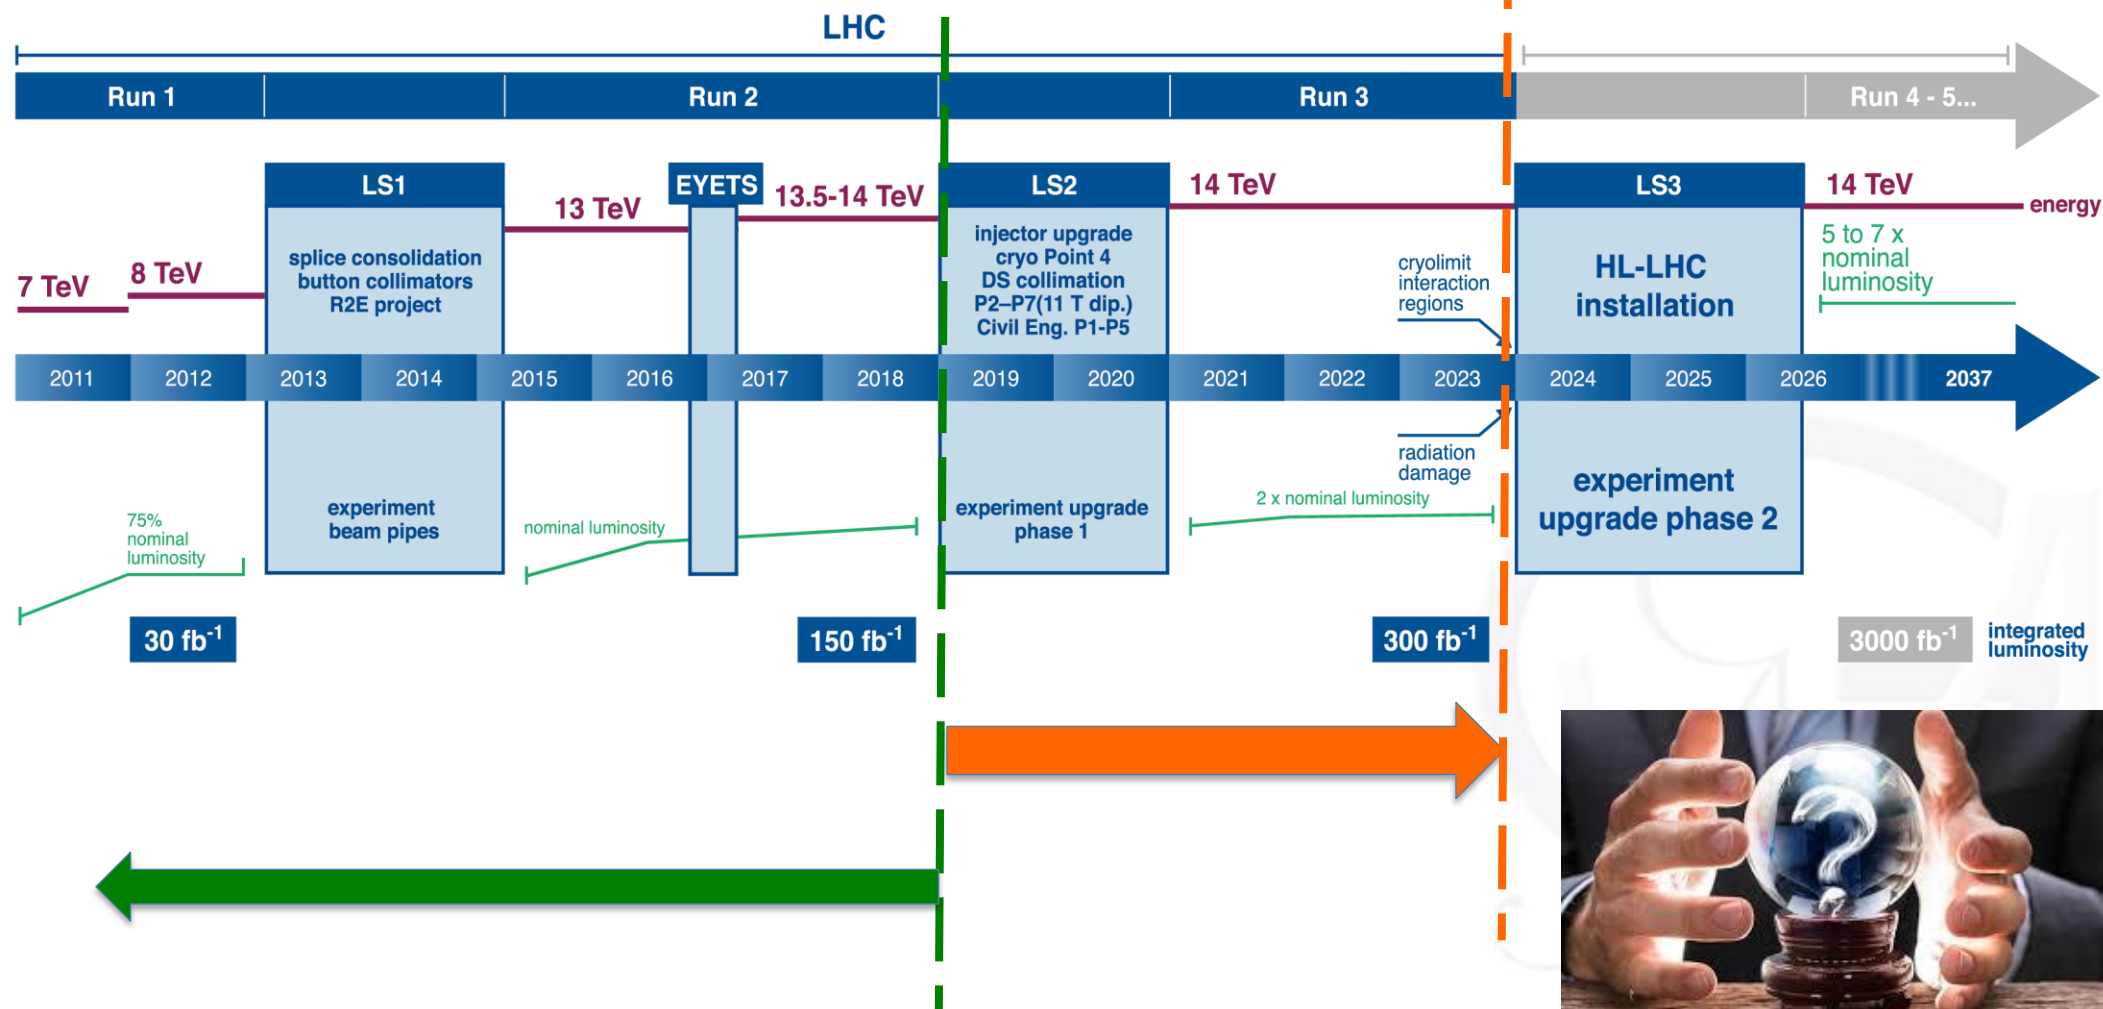 LHC
Run 1
Run 2
Run 3
Run 4 - 5...
LS1
EYETS
LS2
LS3
7 TeV
8 TeV
13 TeV
13.5-14 TeV
14 TeV
14 TeV
energy
splice consolidation
button collimators
R2E project
injector upgrade
cryo Point 4
DS collimation
P2–P7(11 T dip.)
Civil Eng. P1-P5
cryolimit
interaction
regions
HL-LHC
installation
5 to 7 x
nominal
luminosity
2011
2012
2013
2014
2015
2016
2017
2018
2019
2020
2021
2022
2023
2024
2025
2026
2037
radiation
damage
75%
nominal
luminosity
experiment
beam pipes
nominal luminosity
experiment upgrade
phase 1
2 x nominal luminosity
experiment
upgrade phase 2
30 fb⁻¹
150 fb⁻¹
300 fb⁻¹
3000 fb⁻¹
integrated
luminosity
?